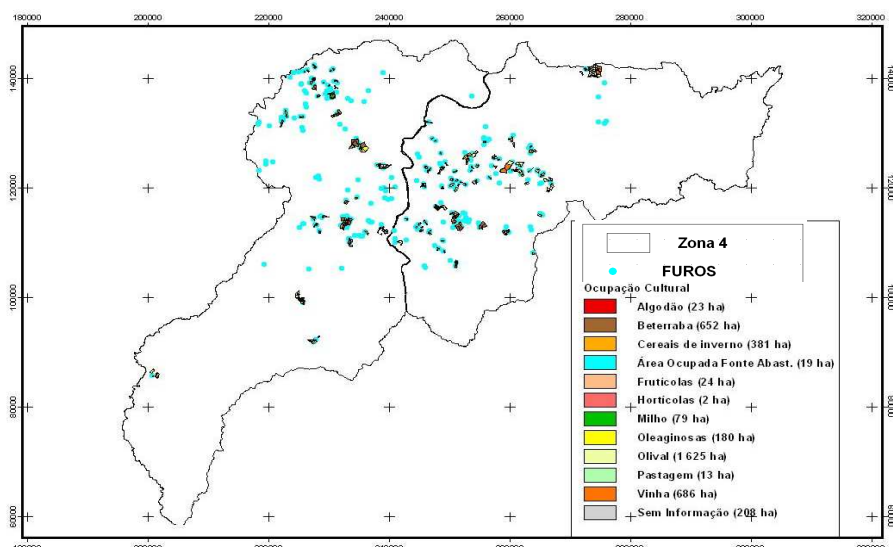 180000 200000 220000 240000 260000 280000 300000 320000
140000 140000
120000 120000
100000
80000
60000
Zona 4
FUROS
Ocupação Cultural
Algodão (23 ha)
Beterraba (652 ha)
Cereais de inverno (381 ha)
Área Ocupada Fonte Abast. (19 ha)
Frutícolas (24 ha)
Hortícolas (2 ha)
Milho (79 ha)
Oleaginosas (180 ha)
Olival (1 625 ha)
Pastagem (13 ha)
Vinha (686 ha)
Sem Informação (208 ha)